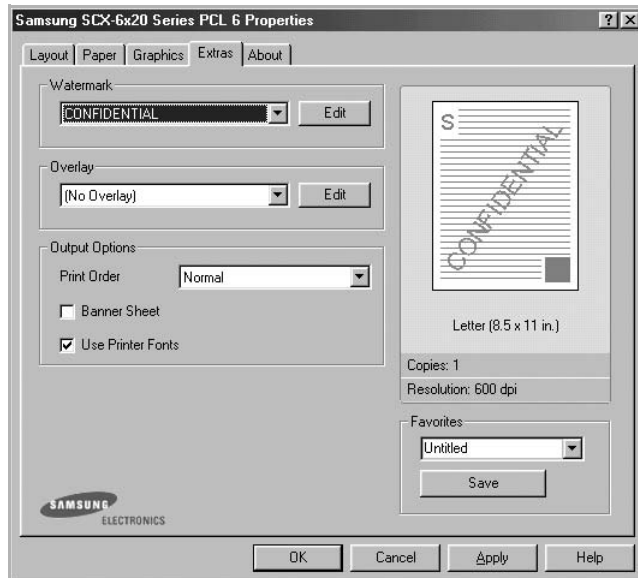 Samsung SCX-6x20 Series PCL 6 Properties
Layout
Paper
Graphics
Extras
About
Watermark
CONFIDENTIAL
Edit
Overlay
(No Overlay)
Edit
Output Options
Print Order
Normal
Banner Sheet
Use Printer Fonts
S
CONFIDENTIAL
Letter (8.5 x 11 in.)
Copies: 1
Resolution: 600 dpi
Favorites
Untitled
Save
SAMSUNG
ELECTRONICS
OK
Cancel
Apply
Help